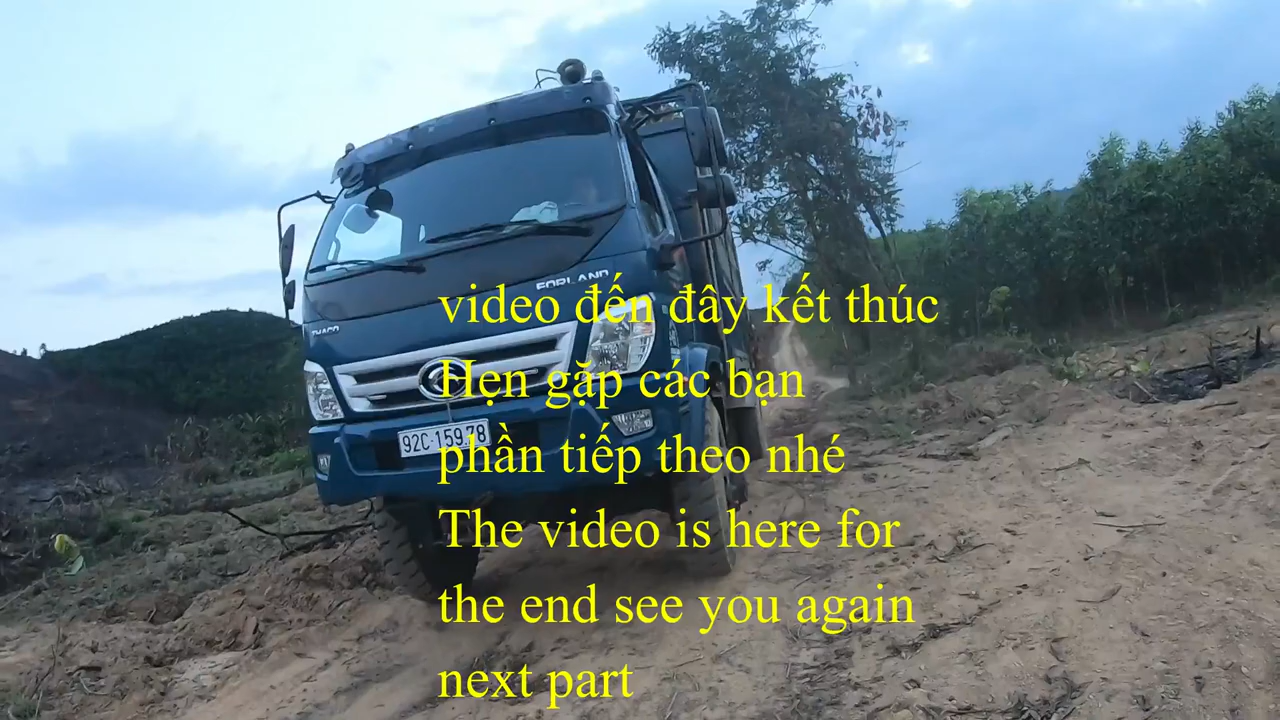 FORLAND
THACO
92C-159.78
video đến đây kết thúc
Hẹn gặp các bạn
phần tiếp theo nhé
The video is here for
the end see you again
next part